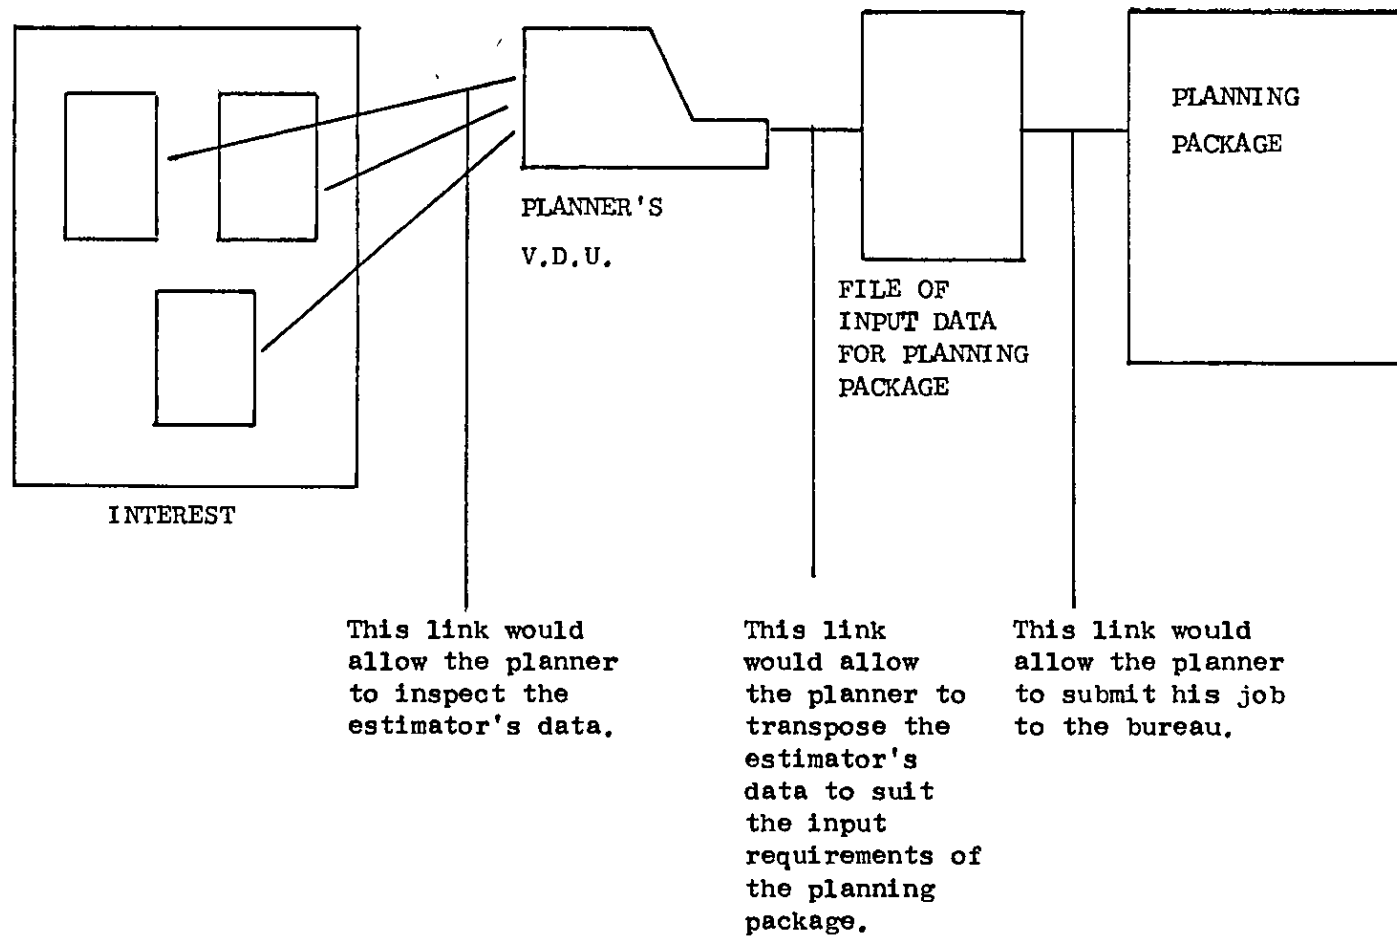 PLANNING
PACKAGE
PLANNER'S
V.D.U.
FILE OF
INPUT DATA
FOR PLANNING
PACKAGE
INTEREST
This link would
allow the planner
to inspect the
estimator's data.
This link
would allow
the planner to
transpose the
estimator's
data to suit
the input
requirements of
the planning
package.
This link would
allow the planner
to submit his job
to the bureau.